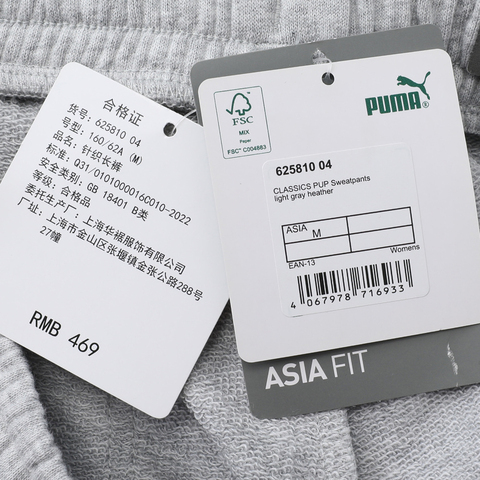 合格证
货号: 625810 04
号型: 160/62A (M)
品名: 针织长裤
标准: Q31/0101000016C010-2022
安全类别: GB 18401 B类
等级: 合格品
委托生产厂: 上海华裰服饰有限公司
厂址: 上海市金山区张堰镇金张公路288号
27幢
RMB 469
FSC
MIX
Paper
FSC® C004883
PUMA®
625810 04
CLASSICS PUP Sweatpants
light gray heather
ASIA M
Womens
EAN-13
4 067978 716933
ASIA FIT